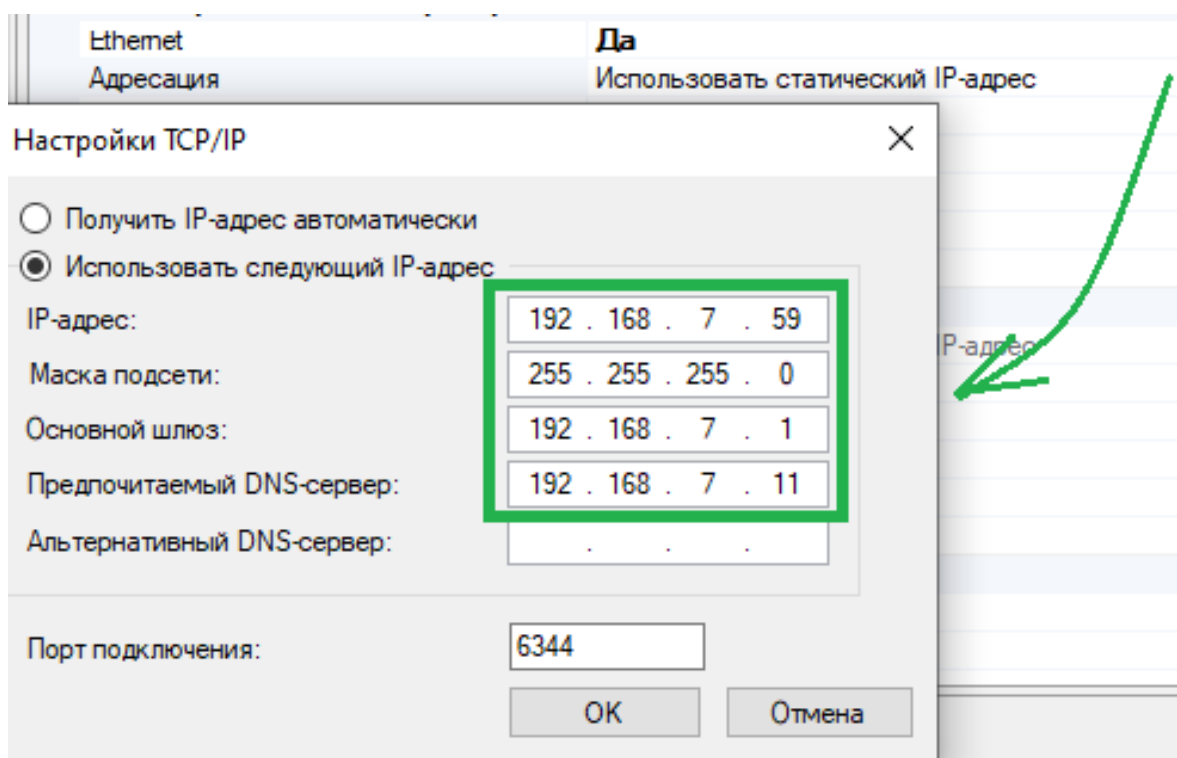 Ethernet Да
Адресация Использовать статический IP-адрес
Настройки TCP/IP
Получить IP-адрес автоматически
Использовать следующий IP-адрес
IP-адрес: 192 . 168 . 7 . 59
IP-адрес
Маска подсети: 255 . 255 . 255 . 0
Основной шлюз: 192 . 168 . 7 . 1
Предпочитаемый DNS-сервер: 192 . 168 . 7 . 11
Альтернативный DNS-сервер: . . .
Порт подключения: 6344
OK Отмена